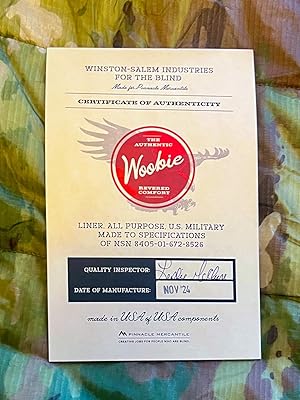 WINSTON-SALEM INDUSTRIES
FOR THE BLIND
Made for Pinnacle Mercantile
CERTIFICATE OF AUTHENTICITY
THE
AUTHENTIC
Woobie
REVERED
COMFORT
LINER, ALL PURPOSE, U.S. MILITARY
MADE TO SPECIFICATIONS
OF NSN 8405-01-672-8526
QUALITY INSPECTOR:
DATE OF MANUFACTURE: NOV '24
made in USA of USA components
PINNACLE MERCANTILE
CREATING JOBS FOR PEOPLE WHO ARE BLIND.